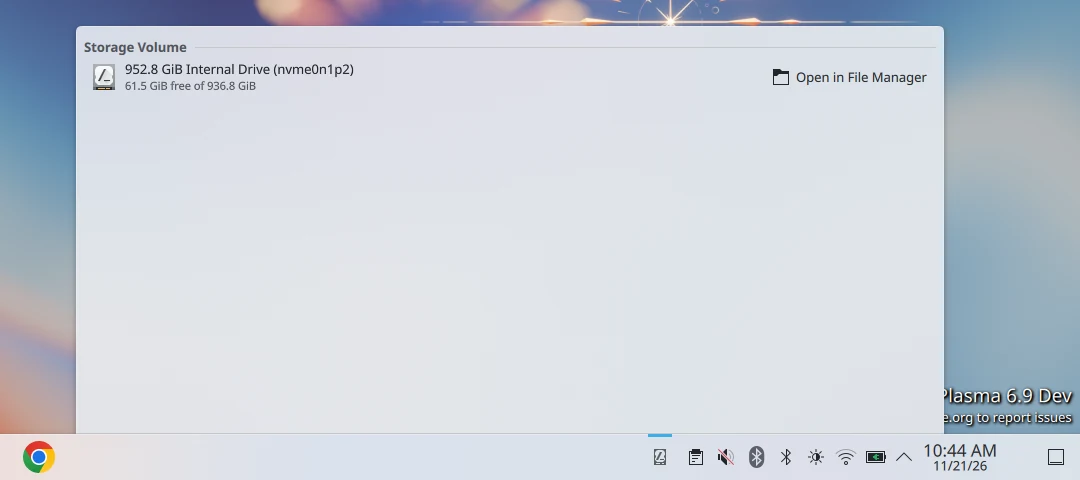 Storage Volume
952.8 GiB Internal Drive (nvme0n1p2)
61.5 GiB free of 936.8 GiB
Open in File Manager
Plasma 6.9 Dev
e.org to report issues
10:44 AM
11/21/26